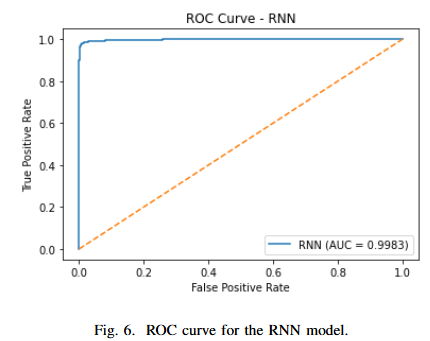 ROC Curve - RNN
1.0
0.8
0.6
0.4
0.2
0.0
True Positive Rate
RNN (AUC = 0.9983)
0.0 0.2 0.4 0.6 0.8 1.0
False Positive Rate
Fig. 6. ROC curve for the RNN model.